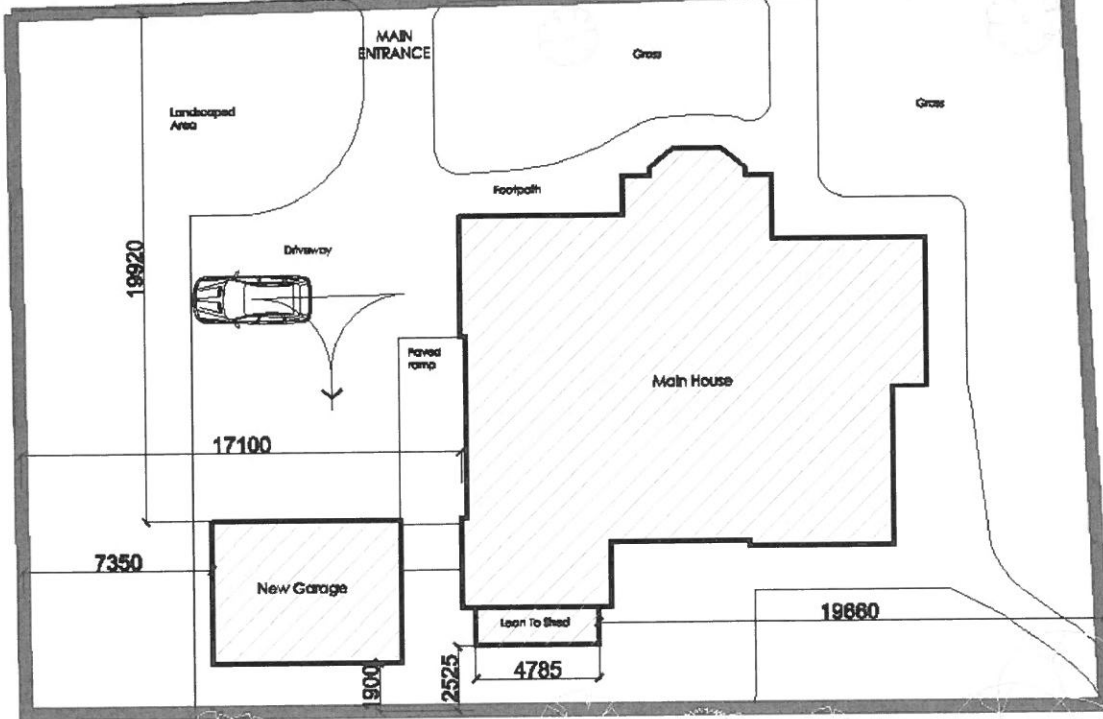 MAIN
ENTRANCE
Grass
Grass
Landscaped
Area
Footpath
Driveway
19920
Paved
ramp
Main House
17100
7350
New Garage
Lean To Shed
19660
1900
2525
4785